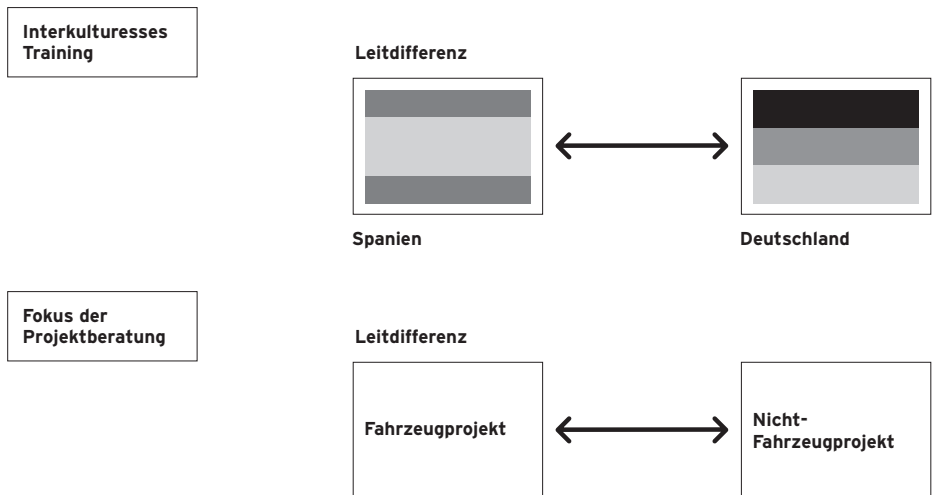 Interkulturesses
Training
Leitdifferenz
Spanien
Deutschland
Fokus der
Projektberatung
Leitdifferenz
Fahrzeugprojekt
Nicht-
Fahrzeugprojekt